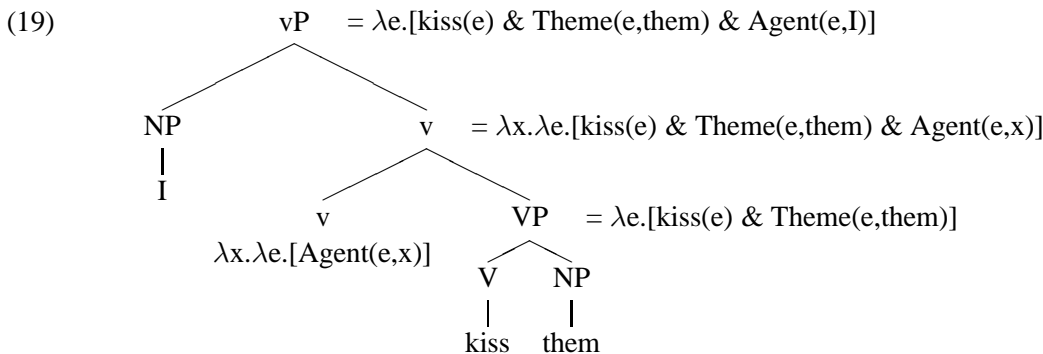 (19) vP = λe.[kiss(e) & Theme(e,them) & Agent(e,I)]
NP v = λx.λe.[kiss(e) & Theme(e,them) & Agent(e,x)]
I
v VP = λe.[kiss(e) & Theme(e,them)]
λx.λe.[Agent(e,x)]
V NP
kiss them